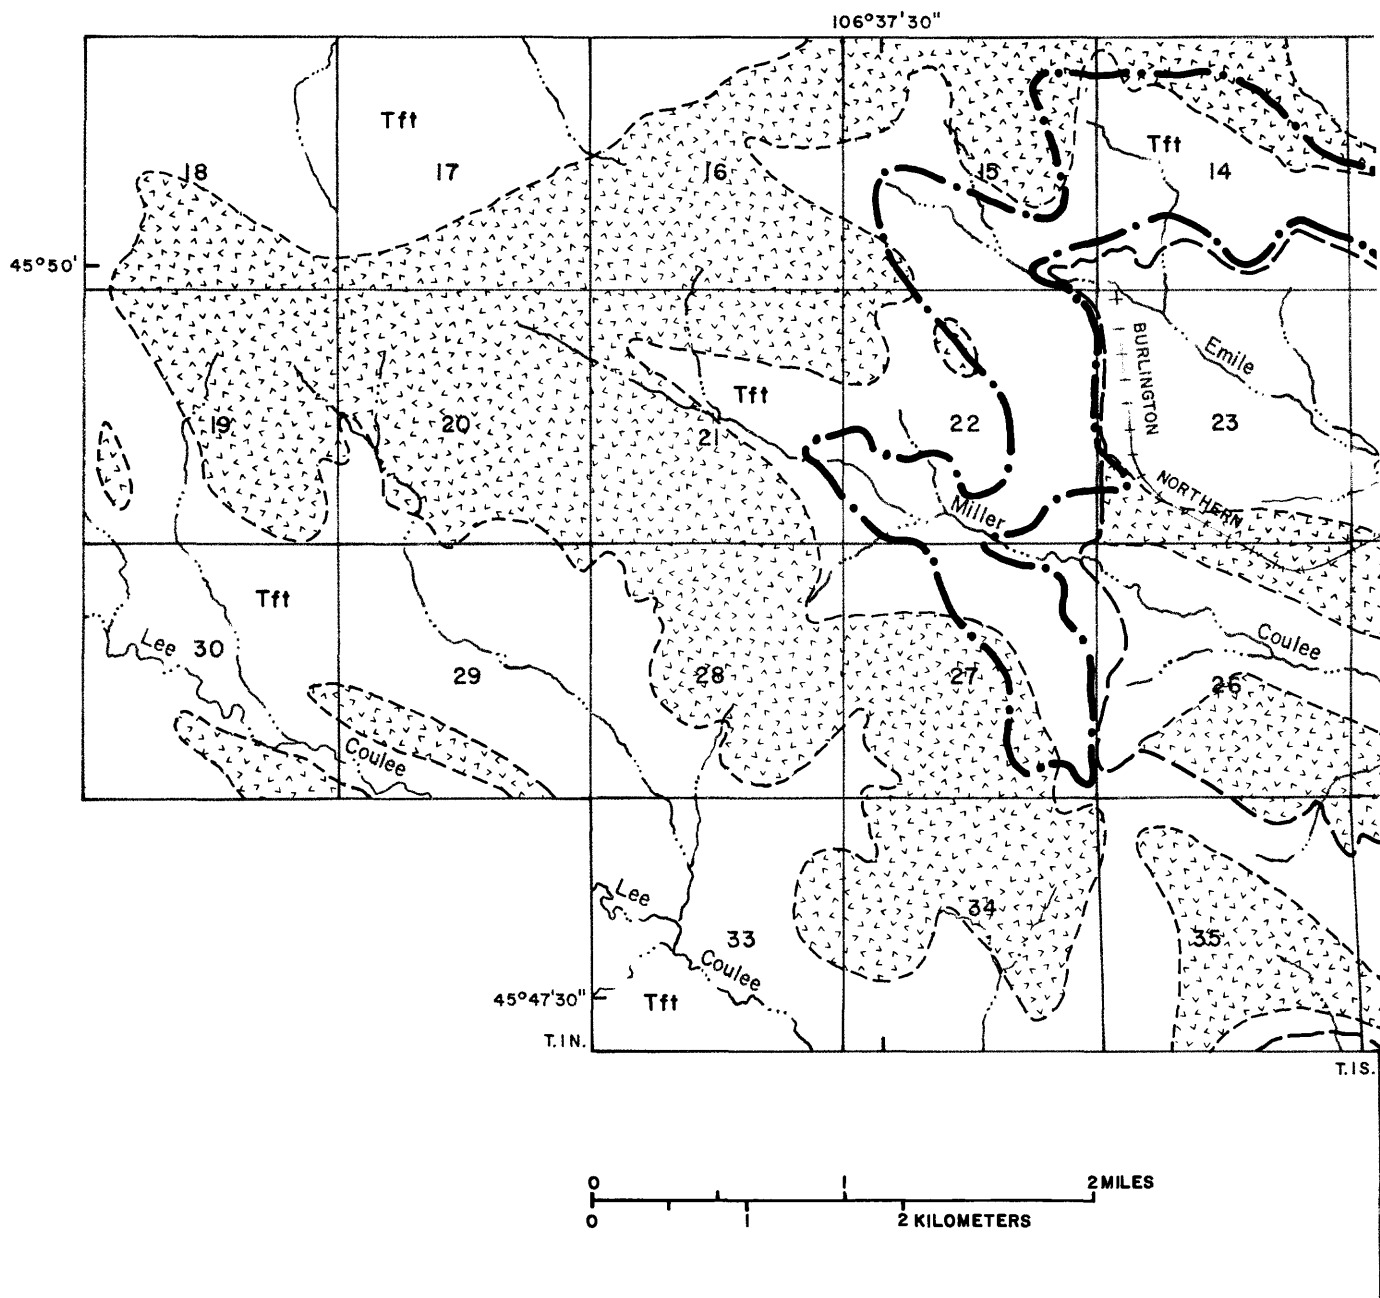 106°37'30"
Tft
Tft
18
17
16
15
14
45°50'
BURLINGTON
Emile
Tft
19
20
21
22
23
NORTHERN
Miller
Tft
Lee
30
29
28
27
26
Coulee
Coulee
Lee
34
33
35
Coulee
45°47'30"
Tft
T.1N.
T.1S.
0 1 2 MILES
0 1 2 KILOMETERS